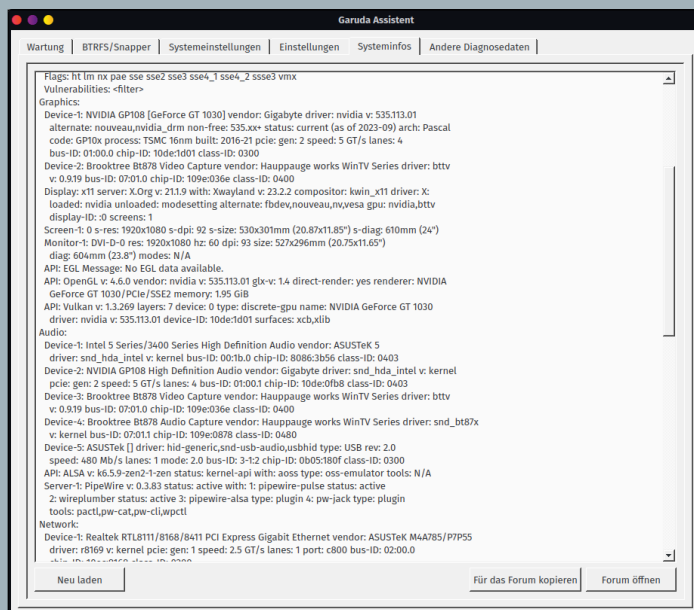 Garuda Assistent
Wartung BTRFS/Snapper Systemeinstellungen Einstellungen Systeminfos Andere Diagnosedaten
Flags: ht lm nx pae sse sse2 sse3 sse4_1 sse4_2 ssse3 vmx
Vulnerabilities: <filter>
Graphics:
Device-1: NVIDIA GP108 [GeForce GT 1030] vendor: Gigabyte driver: nvidia v: 535.113.01
alternate: nouveau,nvidia_drm non-free: 535.xx+ status: current (as of 2023-09) arch: Pascal
code: GP10x process: TSMC 16nm built: 2016-21 pcie: gen: 2 speed: 5 GT/s lanes: 4
bus-ID: 01:00.0 chip-ID: 10de:1d01 class-ID: 0300
Device-2: Brooktree Bt878 Video Capture vendor: Hauppauge works WinTV Series driver: bttv
v: 0.9.19 bus-ID: 07:01.0 chip-ID: 109e:036e class-ID: 0400
Display: x11 server: X.Org v: 21.1.9 with: Xwayland v: 23.2.2 compositor: kwin_x11 driver: X:
loaded: nvidia unloaded: modesetting alternate: fbdev,nouveau,nv,vesa gpu: nvidia,bttv
display-ID: :0 screens: 1
Screen-1: 0 s-res: 1920x1080 s-dpi: 92 s-size: 530x301mm (20.87x11.85") s-diag: 610mm (24")
Monitor-1: DVI-D-0 res: 1920x1080 hz: 60 dpi: 93 size: 527x296mm (20.75x11.65")
diag: 604mm (23.8") modes: N/A
API: EGL Message: No EGL data available.
API: OpenGL v: 4.6.0 vendor: nvidia v: 535.113.01 glx-v: 1.4 direct-render: yes renderer: NVIDIA
GeForce GT 1030/PCIe/SSE2 memory: 1.95 GiB
API: Vulkan v: 1.3.269 layers: 7 device: 0 type: discrete-gpu name: NVIDIA GeForce GT 1030
driver: nvidia v: 535.113.01 device-ID: 10de:1d01 surfaces: xcb,xlib
Audio:
Device-1: Intel 5 Series/3400 Series High Definition Audio vendor: ASUSTeK 5
driver: snd_hda_intel v: kernel bus-ID: 00:1b.0 chip-ID: 8086:3b56 class-ID: 0403
Device-2: NVIDIA GP108 High Definition Audio vendor: Gigabyte driver: snd_hda_intel v: kernel
pcie: gen: 2 speed: 5 GT/s lanes: 4 bus-ID: 01:00.1 chip-ID: 10de:0fb8 class-ID: 0403
Device-3: Brooktree Bt878 Video Capture vendor: Hauppauge works WinTV Series driver: bttv
v: 0.9.19 bus-ID: 07:01.0 chip-ID: 109e:036e class-ID: 0400
Device-4: Brooktree Bt878 Audio Capture vendor: Hauppauge works WinTV Series driver: snd_bt87x
v: kernel bus-ID: 07:01.1 chip-ID: 109e:0878 class-ID: 0480
Device-5: ASUSTek [] driver: hid-generic,snd-usb-audio,usbhid type: USB rev: 2.0
speed: 480 Mb/s lanes: 1 mode: 2.0 bus-ID: 3-1:2 chip-ID: 0b05:180f class-ID: 0300
API: ALSA v: k6.5.9-zen2-1-zen status: kernel-api with: aoss type: oss-emulator tools: N/A
Server-1: PipeWire v: 0.3.83 status: active with: 1: pipewire-pulse status: active
2: wireplumber status: active 3: pipewire-alsa type: plugin 4: pw-jack type: plugin
tools: pactl,pw-cat,pw-cli,wpctl
Network:
Device-1: Realtek RTL8111/8168/8411 PCI Express Gigabit Ethernet vendor: ASUSTeK M4A785/P7P55
driver: r8169 v: kernel pcie: gen: 1 speed: 2.5 GT/s lanes: 1 port: c800 bus-ID: 02:00.0
chip-ID: 10ec:8168 class-ID: 0200
Neu laden Für das Forum kopieren Forum öffnen